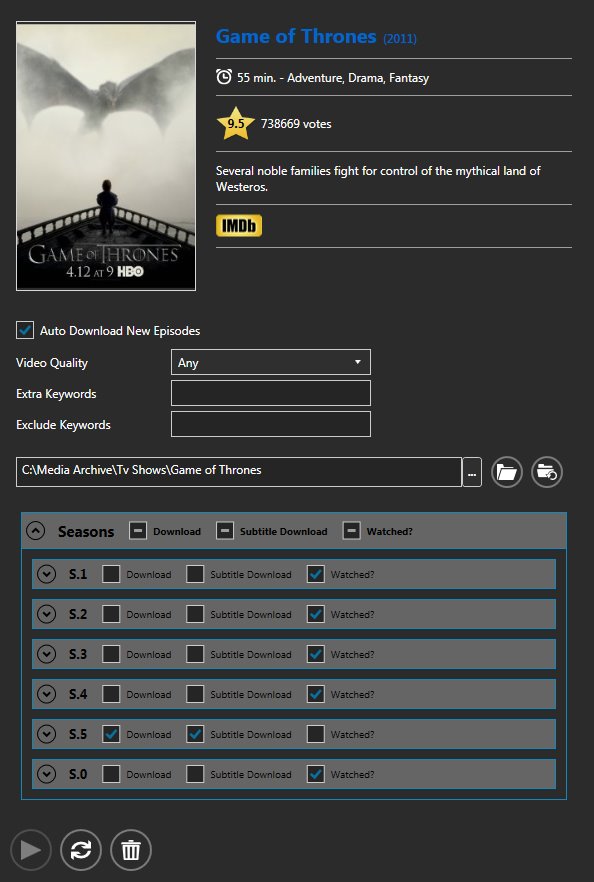 GAME OF THRONES
4.12 AT 9 HBO
Game of Thrones (2011)
55 min. - Adventure, Drama, Fantasy
9.5 738669 votes
Several noble families fight for control of the mythical land of
Westeros.
IMDb
Auto Download New Episodes
Video Quality Any
Extra Keywords
Exclude Keywords
C:\Media Archive\Tv Shows\Game of Thrones ...
Seasons Download Subtitle Download Watched?
S.1 Download Subtitle Download Watched?
S.2 Download Subtitle Download Watched?
S.3 Download Subtitle Download Watched?
S.4 Download Subtitle Download Watched?
S.5 Download Subtitle Download Watched?
S.0 Download Subtitle Download Watched?